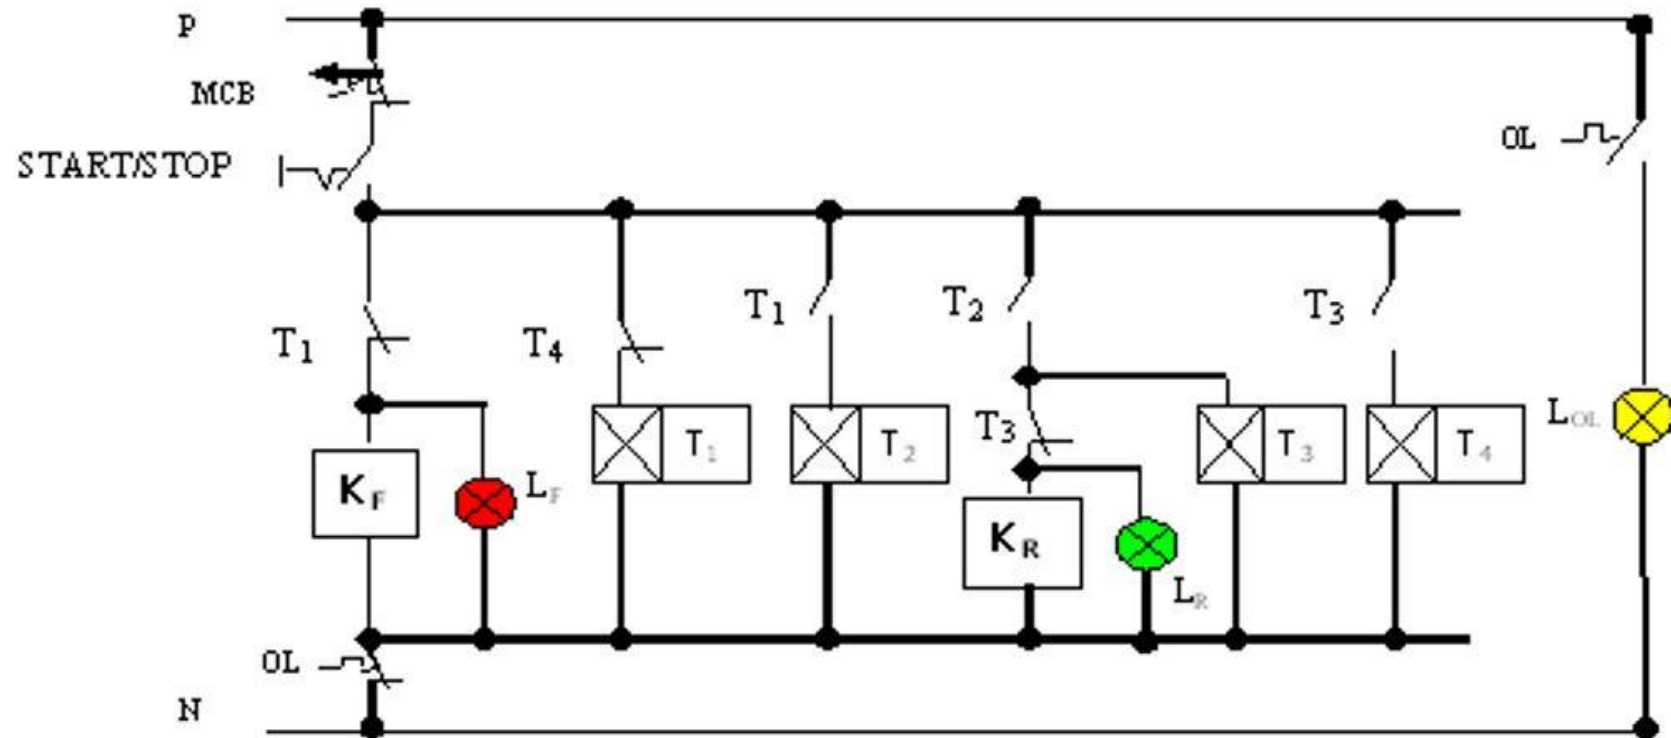 P
MCB
START/STOP
OL
T1
T4
T1
T2
T3
T3
KF
LF
T1
T2
KR
LR
T3
T4
LOL
OL
N